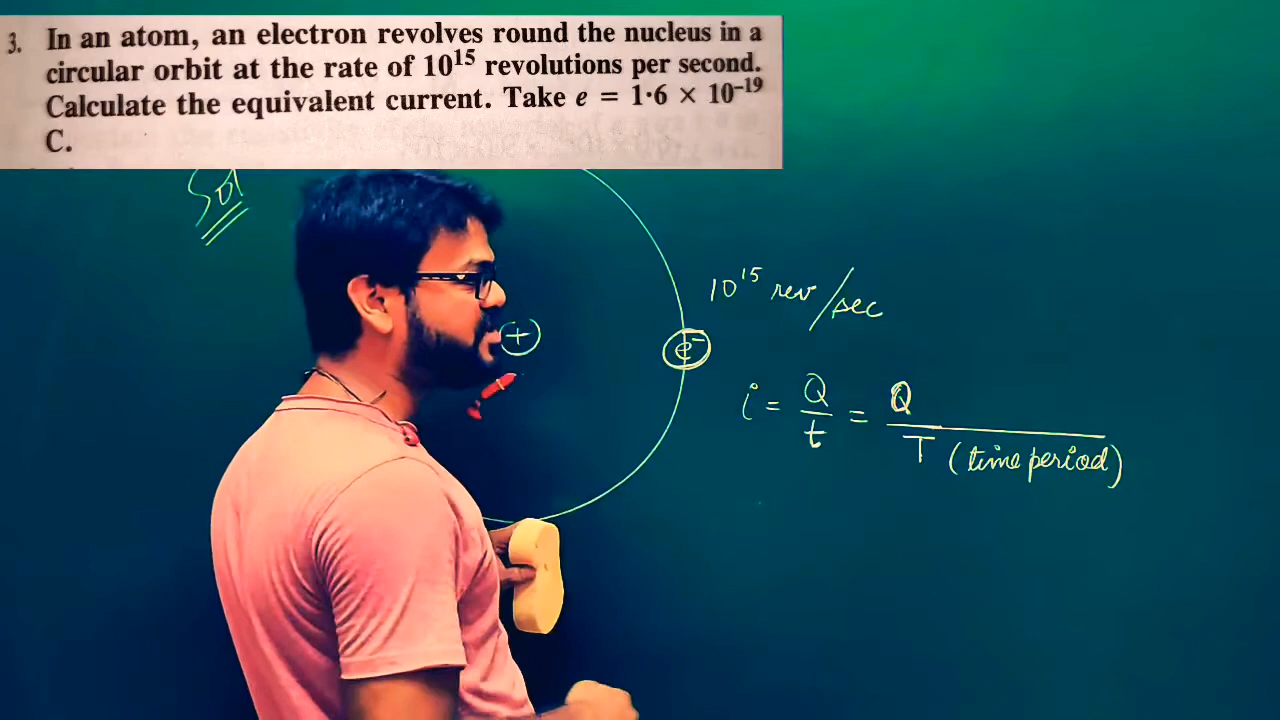 3. In an atom, an electron revolves round the nucleus in a
circular orbit at the rate of 10¹⁵ revolutions per second.
Calculate the equivalent current. Take e = 1·6 × 10⁻¹⁹
C.
Sol
+
10¹⁵ rev/sec
e⁻
i = Q/t = Q/T (time period)